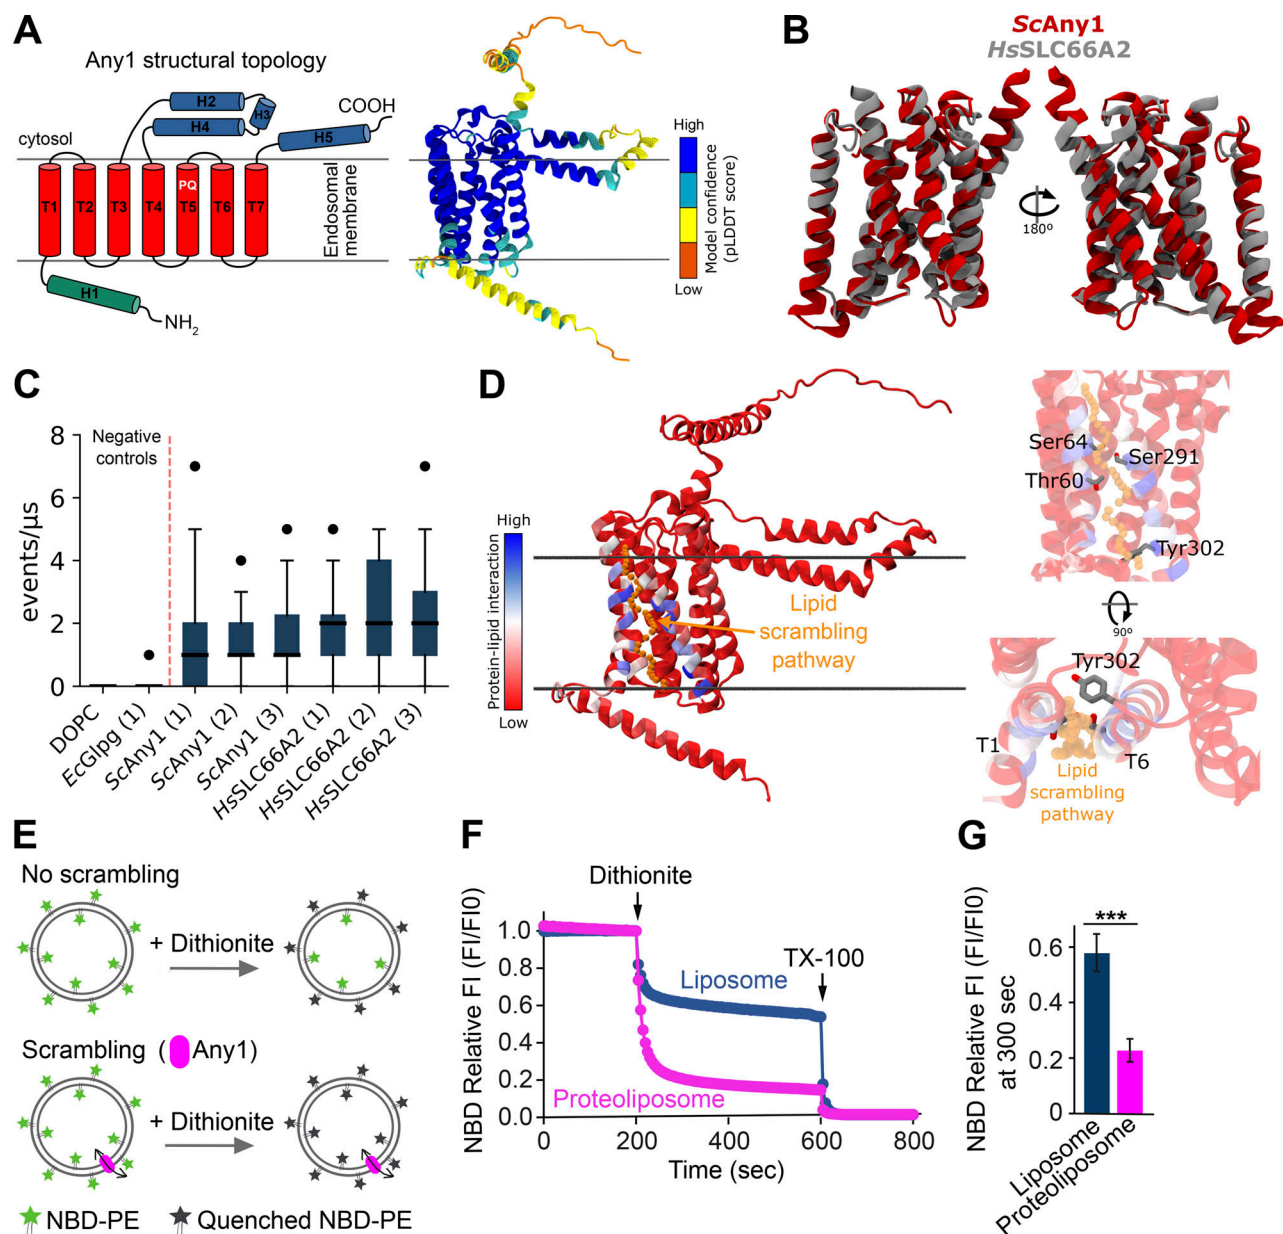 A
Any1 structural topology
H2
H3
H4
COOH
H5
cytosol
PQ
T1
T2
T3
T4
T5
T6
T7
Endosomal
membrane
H1
NH2
High
Model confidence
(pLDDT score)
Low
B
ScAny1
HsSLC66A2
180º
C
Negative
controls
events/µs
8
6
4
2
0
DOPC
EcGlpg (1)
ScAny1 (1)
ScAny1 (2)
ScAny1 (3)
HsSLC66A2 (1)
HsSLC66A2 (2)
HsSLC66A2 (3)
D
High
Protein-lipid interaction
Low
Lipid
scrambling
pathway
Ser64
Ser291
Thr60
Tyr302
90º
Tyr302
T1
T6
Lipid
scrambling
pathway
E
No scrambling
+ Dithionite
Scrambling (Any1)
+ Dithionite
NBD-PE
Quenched NBD-PE
F
NBD Relative FI (FI/FI0)
Dithionite
TX-100
Liposome
Proteoliposome
1.0
0.8
0.6
0.4
0.2
0.0
0
200
400
600
800
Time (sec)
G
NBD Relative FI (FI/FI0)
at 300 sec
***
0.6
0.4
0.2
0
Liposome
Proteoliposome